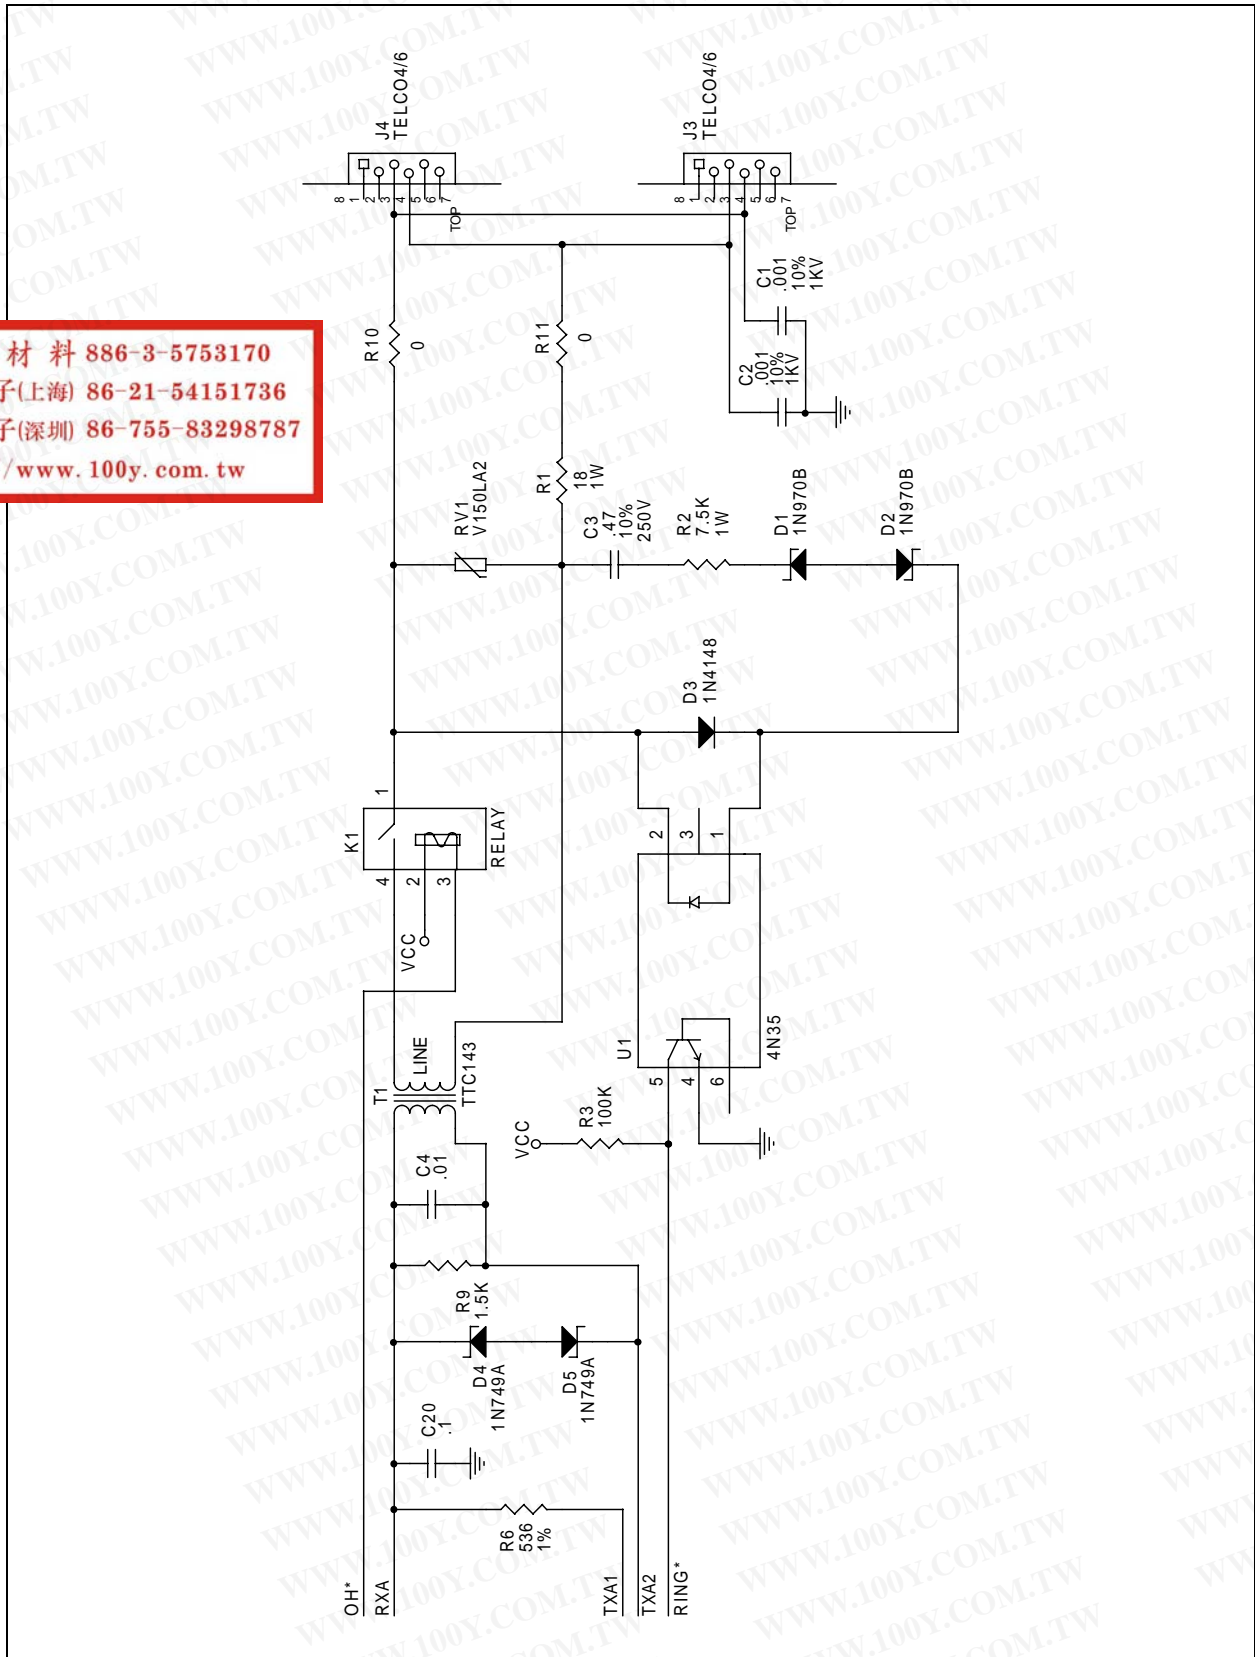 J4
TELCO4/6
8
1
2
3
4
5
6
7
TOP
J3
TELCO4/6
8
1
2
3
4
5
6
7
TOP
R10
0
R11
0
C1
.001
10%
1KV
C2
.001
10%
1KV
材 料 886-3-5753170
子(上海) 86-21-54151736
子(深圳) 86-755-83298787
/www.100y.com.tw
RV1
V150LA2
R1
18
1W
C3
.47
10%
250V
R2
7.5K
1W
D1
1N970B
D2
1N970B
D3
1N4148
K1
RELAY
1
4
2
3
VCC
2
3
1
U1
4N35
5
4
6
T1
LINE
TTC143
VCC
R3
100K
C4
.01
R9
1.5K
D4
1N749A
D5
1N749A
C20
.1
R6
536
1%
OH*
RXA
TXA1
TXA2
RING*
WWW.100Y.COM.TW